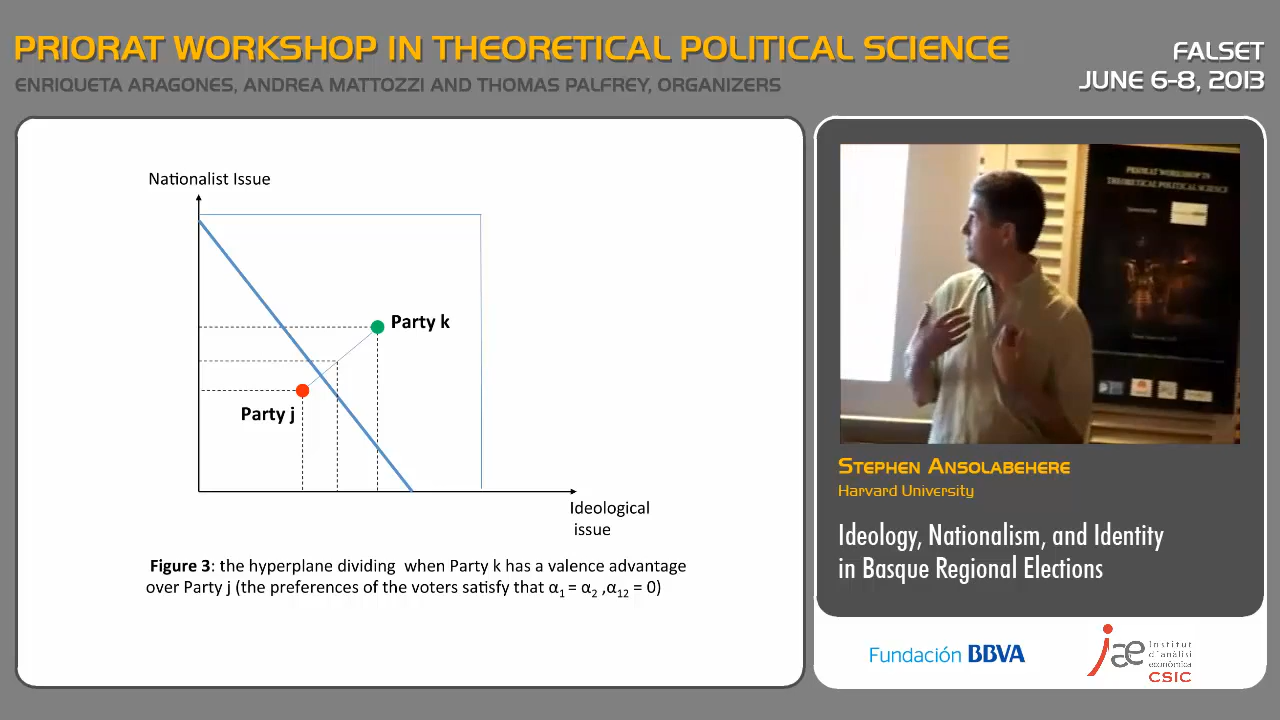 PRIORAT WORKSHOP IN THEORETICAL POLITICAL SCIENCE
ENRIQUETA ARAGONES, ANDREA MATTOZZI AND THOMAS PALFREY, ORGANIZERS
FALSET
JUNE 6-8, 2013
Nationalist Issue
Party k
Party j
Ideological
issue
Figure 3: the hyperplane dividing when Party k has a valence advantage
over Party j (the preferences of the voters satisfy that α₁ = α₂ ,α₁₂ = 0)
PRIORAT WORKSHOP IN
THEORETICAL POLITICAL SCIENCE
STEPHEN ANSOLABEHERE
Harvard University
Ideology, Nationalism, and Identity
in Basque Regional Elections
Fundación BBVA
iae
Institut
d'anàlisi
econòmica
CSIC